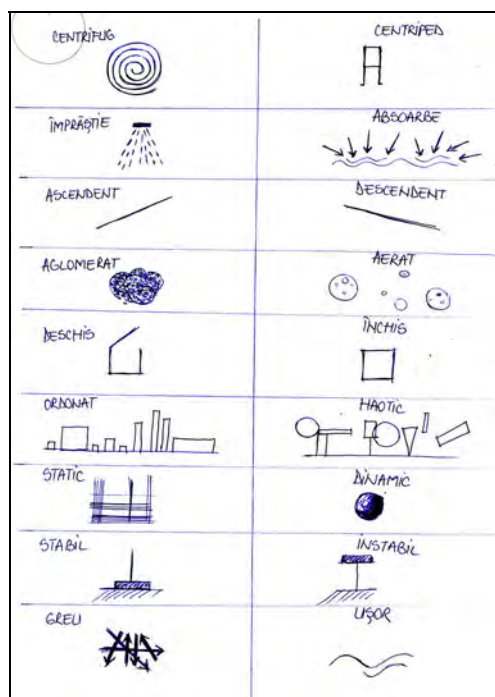 CENTRIFUG
CENTRIPED
ÎMPRĂȘTIE
ABSOARBE
ASCENDENT
DESCENDENT
AGLOMERAT
AERAT
DESCHIS
ÎNCHIS
ORDONAT
HAOTIC
STATIC
DINAMIC
STABIL
INSTABIL
GREU
UȘOR